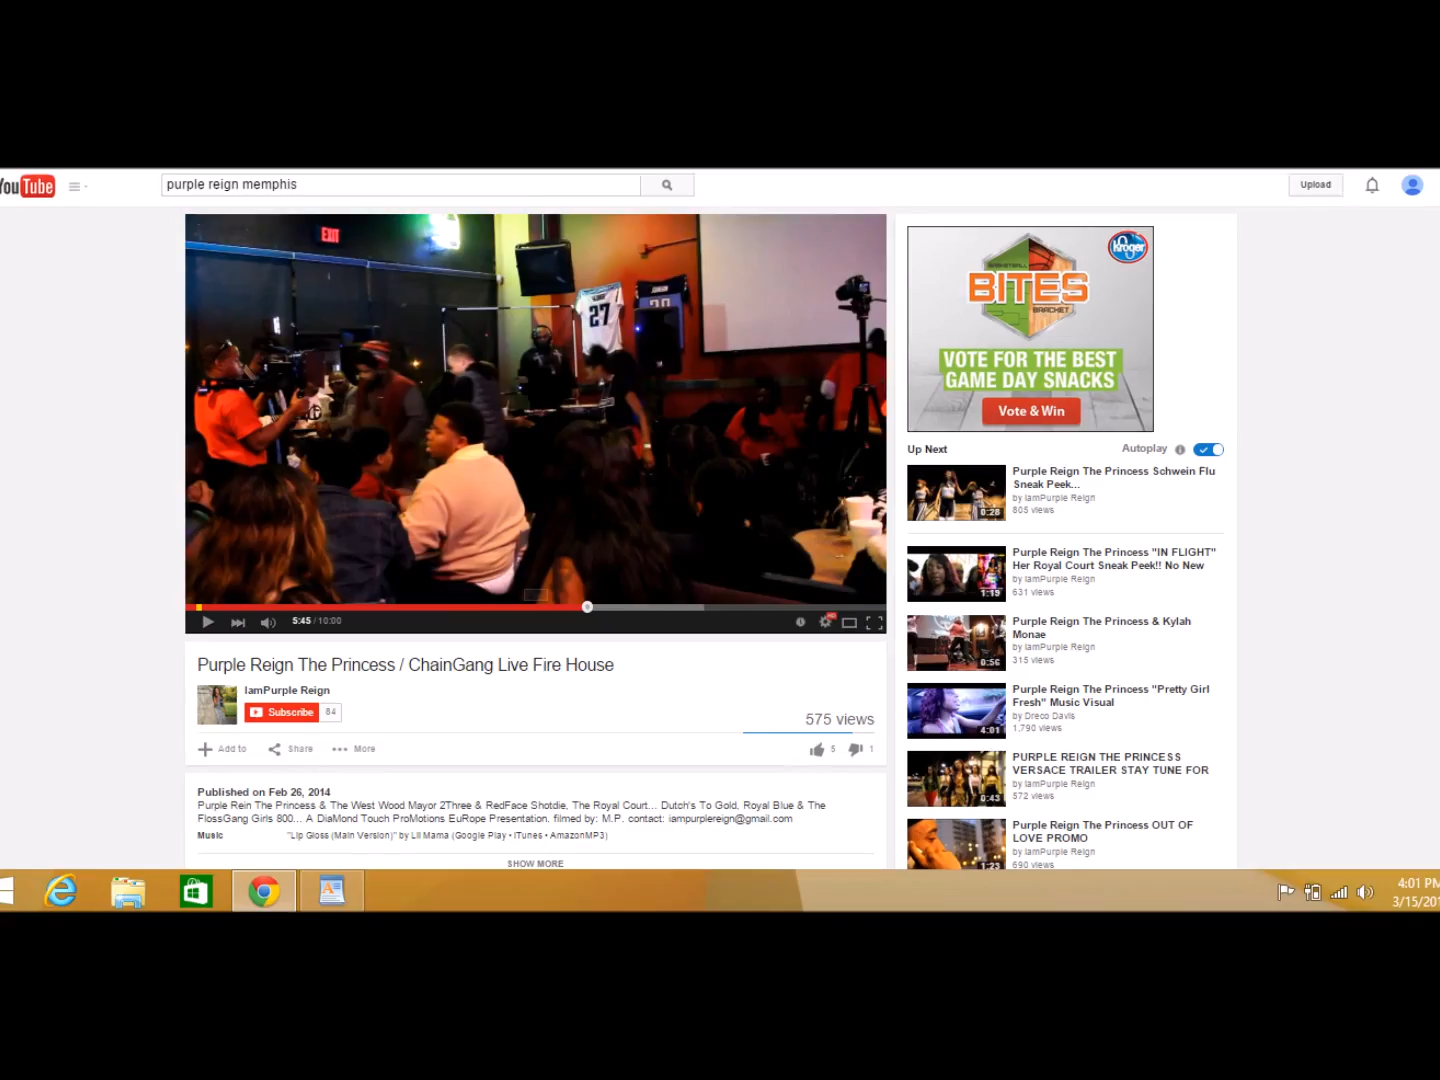 YouTube
purple reign memphis
Upload
EXIT
27
kroger
BASKETBALL
BITES
BRACKET
VOTE FOR THE BEST
GAME DAY SNACKS
Vote & Win
Up Next
Autoplay
Purple Reign The Princess Schwein Flu
Sneak Peek...
by IamPurple Reign
805 views
0:28
Purple Reign The Princess "IN FLIGHT"
Her Royal Court Sneak Peek!! No New
by IamPurple Reign
631 views
1:19
Purple Reign The Princess & Kylah
Monae
by IamPurple Reign
315 views
0:56
Purple Reign The Princess "Pretty Girl
Fresh" Music Visual
by Dreco Davis
1,790 views
4:01
PURPLE REIGN THE PRINCESS
VERSACE TRAILER STAY TUNE FOR
by IamPurple Reign
572 views
0:43
Purple Reign The Princess OUT OF
LOVE PROMO
by IamPurple Reign
690 views
1:23
5:45 / 10:00
HD
Purple Reign The Princess / ChainGang Live Fire House
IamPurple Reign
Subscribe 84
575 views
Add to Share More
5 1
Published on Feb 26, 2014
Purple Rein The Princess & The West Wood Mayor 2Three & RedFace Shotdie, The Royal Court... Dutch's To Gold, Royal Blue & The
FlossGang Girls 800... A DiaMond Touch ProMotions EuRope Presentation. filmed by: M.P. contact: iampurplereign@gmail.com
Music "Lip Gloss (Main Version)" by Lil Mama (Google Play • iTunes • AmazonMP3)
SHOW MORE
4:01 PM
3/15/201